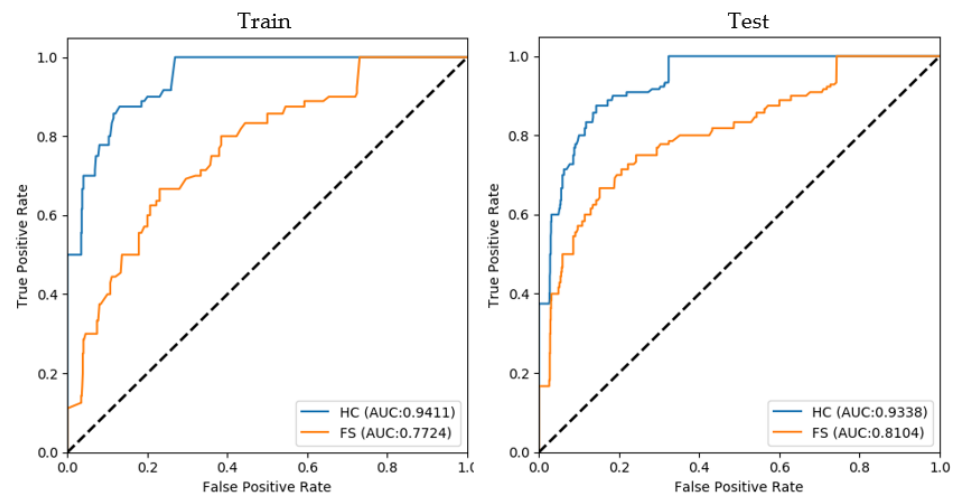 Train
1.0
0.8
0.6
0.4
0.2
0.0
True Positive Rate
HC (AUC:0.9411)
FS (AUC:0.7724)
0.0 0.2 0.4 0.6 0.8 1.0
False Positive Rate
Test
1.0
0.8
0.6
0.4
0.2
0.0
True Positive Rate
HC (AUC:0.9338)
FS (AUC:0.8104)
0.0 0.2 0.4 0.6 0.8 1.0
False Positive Rate